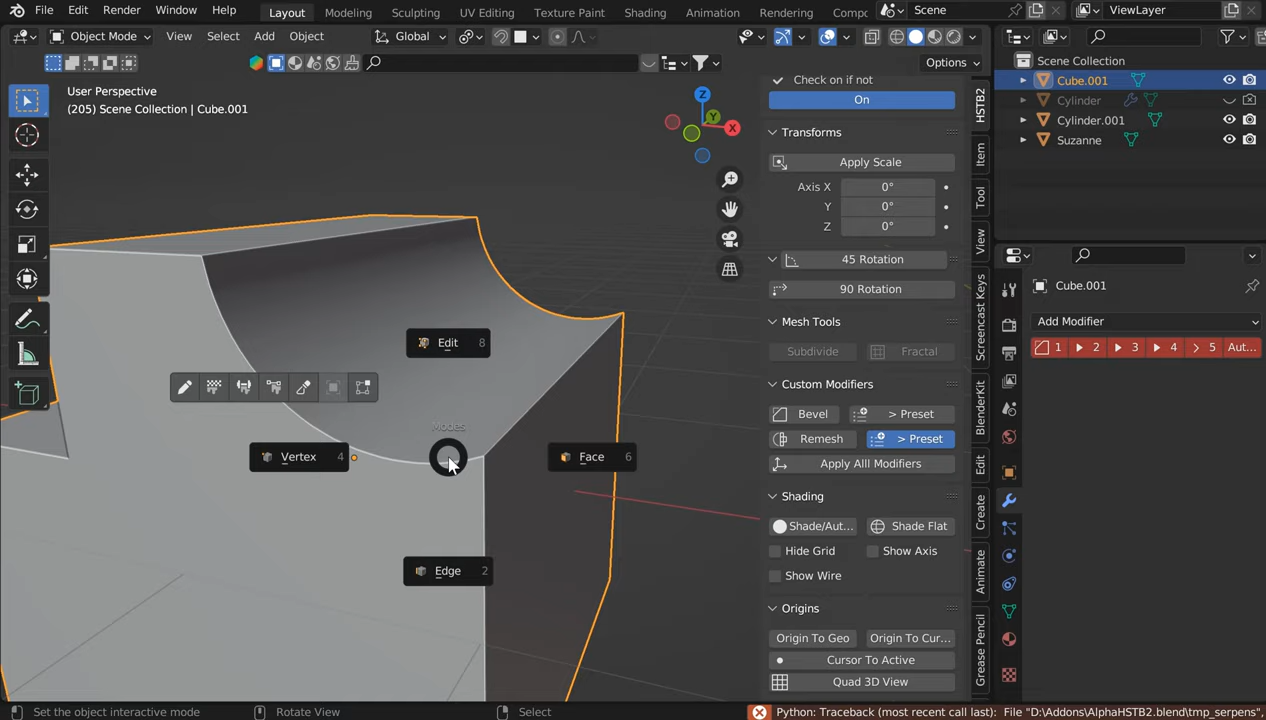 File Edit Render Window Help Layout Modeling Sculpting UV Editing Texture Paint Shading Animation Rendering Compo Scene ViewLayer
Object Mode View Select Add Object Global
Options
User Perspective
(205) Scene Collection | Cube.001
Z
Y
X
Edit 8
Modes
Vertex 4
Face 6
Edge 2
Check on if not
On
Transforms
Apply Scale
Axis X 0°
Y 0°
Z 0°
45 Rotation
90 Rotation
Mesh Tools
Subdivide Fractal
Custom Modifiers
Bevel > Preset
Remesh > Preset
Apply Alll Modifiers
Shading
Shade/Aut... Shade Flat
Hide Grid Show Axis
Show Wire
Origins
Origin To Geo Origin To Cur...
Cursor To Active
Quad 3D View
HSTB2
Item
Tool
View
Screencast Keys
BlenderKit
Edit
Create
Animate
Grease Pencil
Scene Collection
Cube.001
Cylinder
Cylinder.001
Suzanne
Cube.001
Add Modifier
1 2 3 4 5 Aut...
Set the object interactive mode Rotate View Select Python: Traceback (most recent call last): File "D:\Addons\AlphaHSTB2.blend\tmp_serpens",